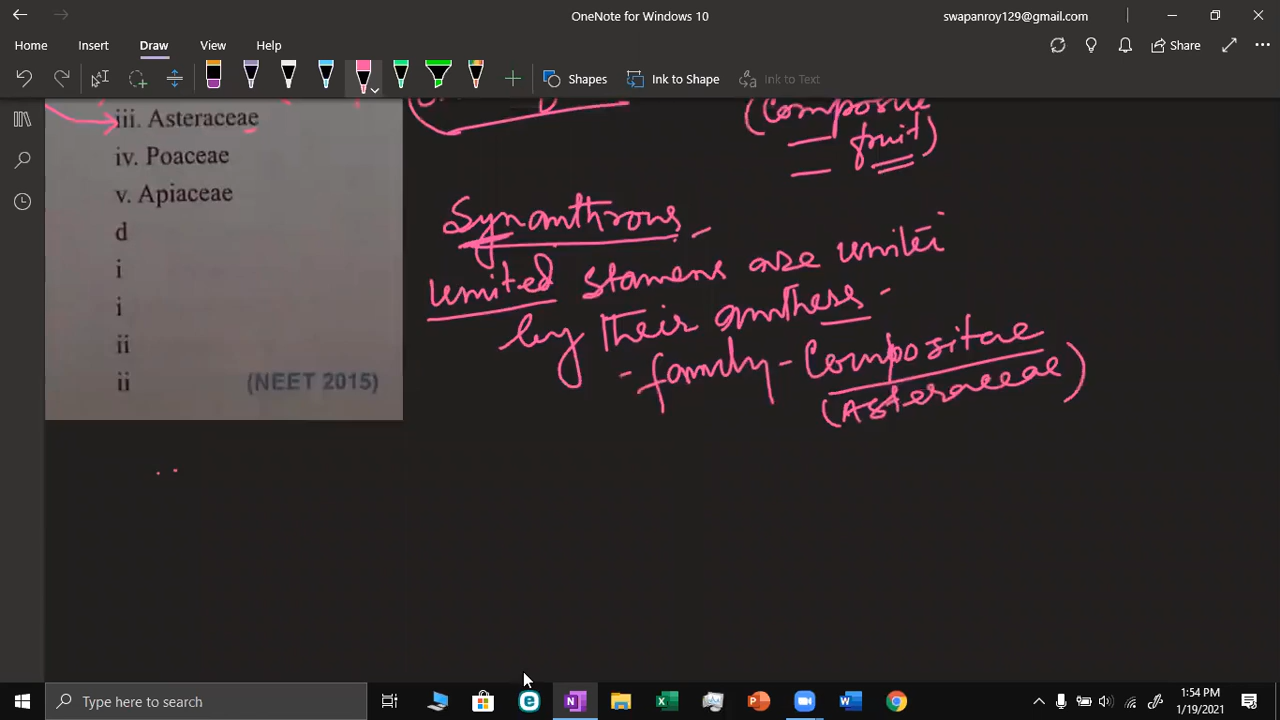 OneNote for Windows 10
swapanroy129@gmail.com
Home Insert Draw View Help
Share
Shapes
Ink to Shape
Ink to Text
iii. Asteraceae
iv. Poaceae
v. Apiaceae
d
i
i
ii
ii
(NEET 2015)
(Composite
fruit)
Synanthrous -
United stamens are united
by their anthers -
- family - Compositae
(Asteraceae)
Type here to search
1:54 PM
1/19/2021